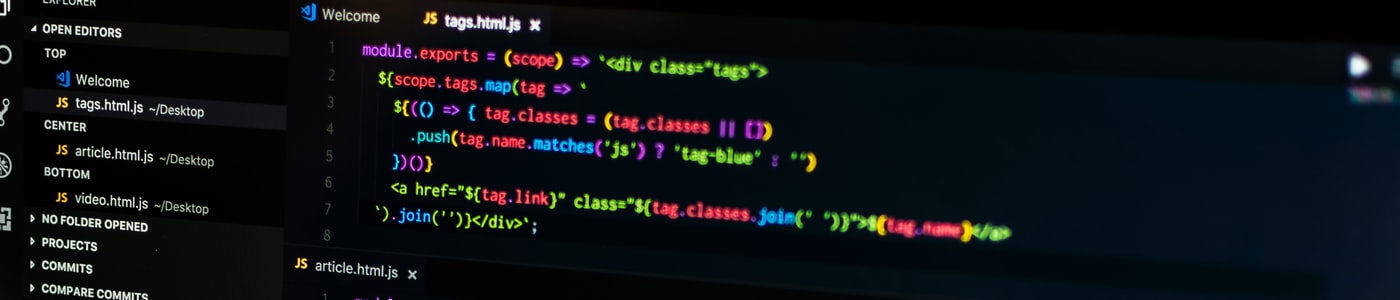 EXPLORER
OPEN EDITORS
TOP
Welcome
JS tags.html.js ~/Desktop
CENTER
JS article.html.js ~/Desktop
BOTTOM
JS video.html.js ~/Desktop
NO FOLDER OPENED
PROJECTS
COMMITS
COMPARE COMMITS
Welcome JS tags.html.js ×
1 module.exports = (scope) => `<div class="tags">
2 ${scope.tags.map(tag => `
3 ${(() => { tag.classes = (tag.classes || [])
4 .push(tag.name.matches('js') ? 'tag-blue' : '')
5 })()}
6 <a href="${tag.link}" class="${tag.classes.join(' ')}">${tag.name}</a>
7 `).join('')}</div>`;
8
JS article.html.js ×
1